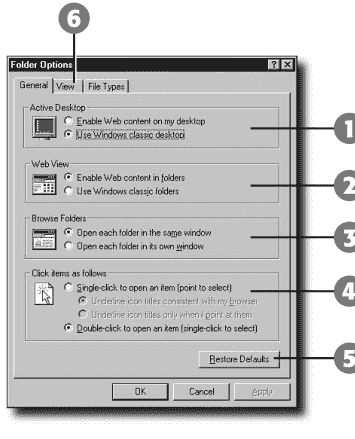 6
Folder Options
General View File Types
Active Desktop
Enable Web content on my desktop
Use Windows classic desktop
1
Web View
Enable Web content in folders
Use Windows classic folders
2
Browse Folders
Open each folder in the same window
Open each folder in its own window
3
Click items as follows
Single-click to open an item (point to select)
Underline icon titles consistent with my browser
Underline icon titles only when I point at them
Double-click to open an item (single-click to select)
4
Restore Defaults
5
OK Cancel Apply